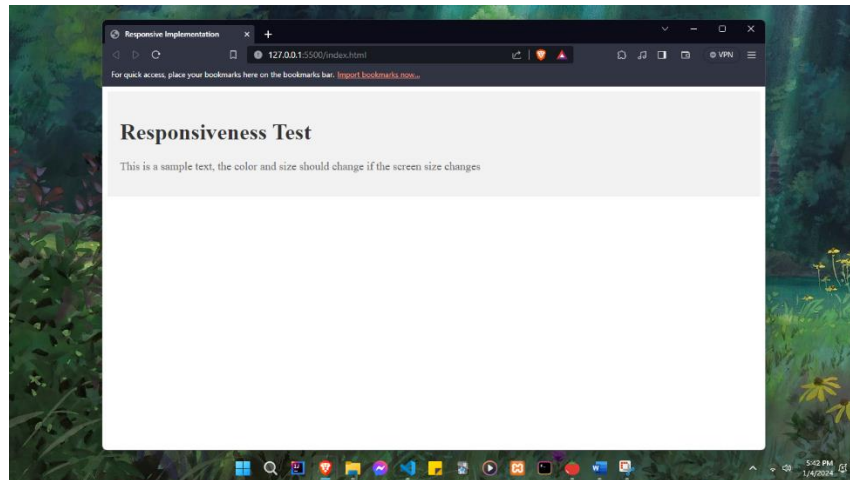 Responsive Implementation
127.0.0.1:5500/index.html
VPN
For quick access, place your bookmarks here on the bookmarks bar. Import bookmarks now...
Responsiveness Test
This is a sample text, the color and size should change if the screen size changes
5:42 PM
1/4/2024